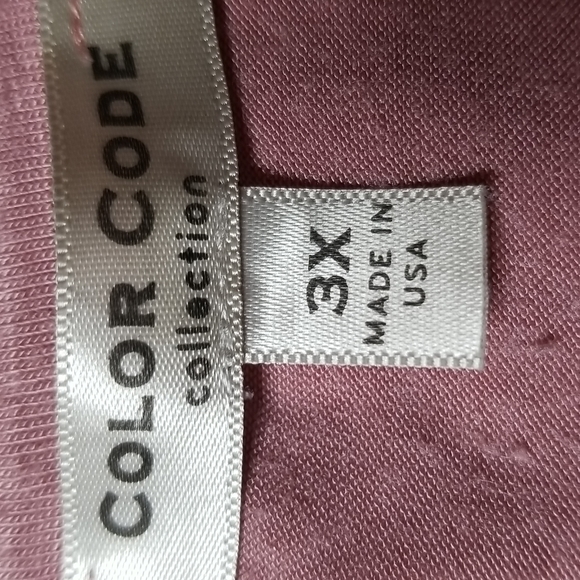 COLOR CODE
collection
3X
MADE IN
USA